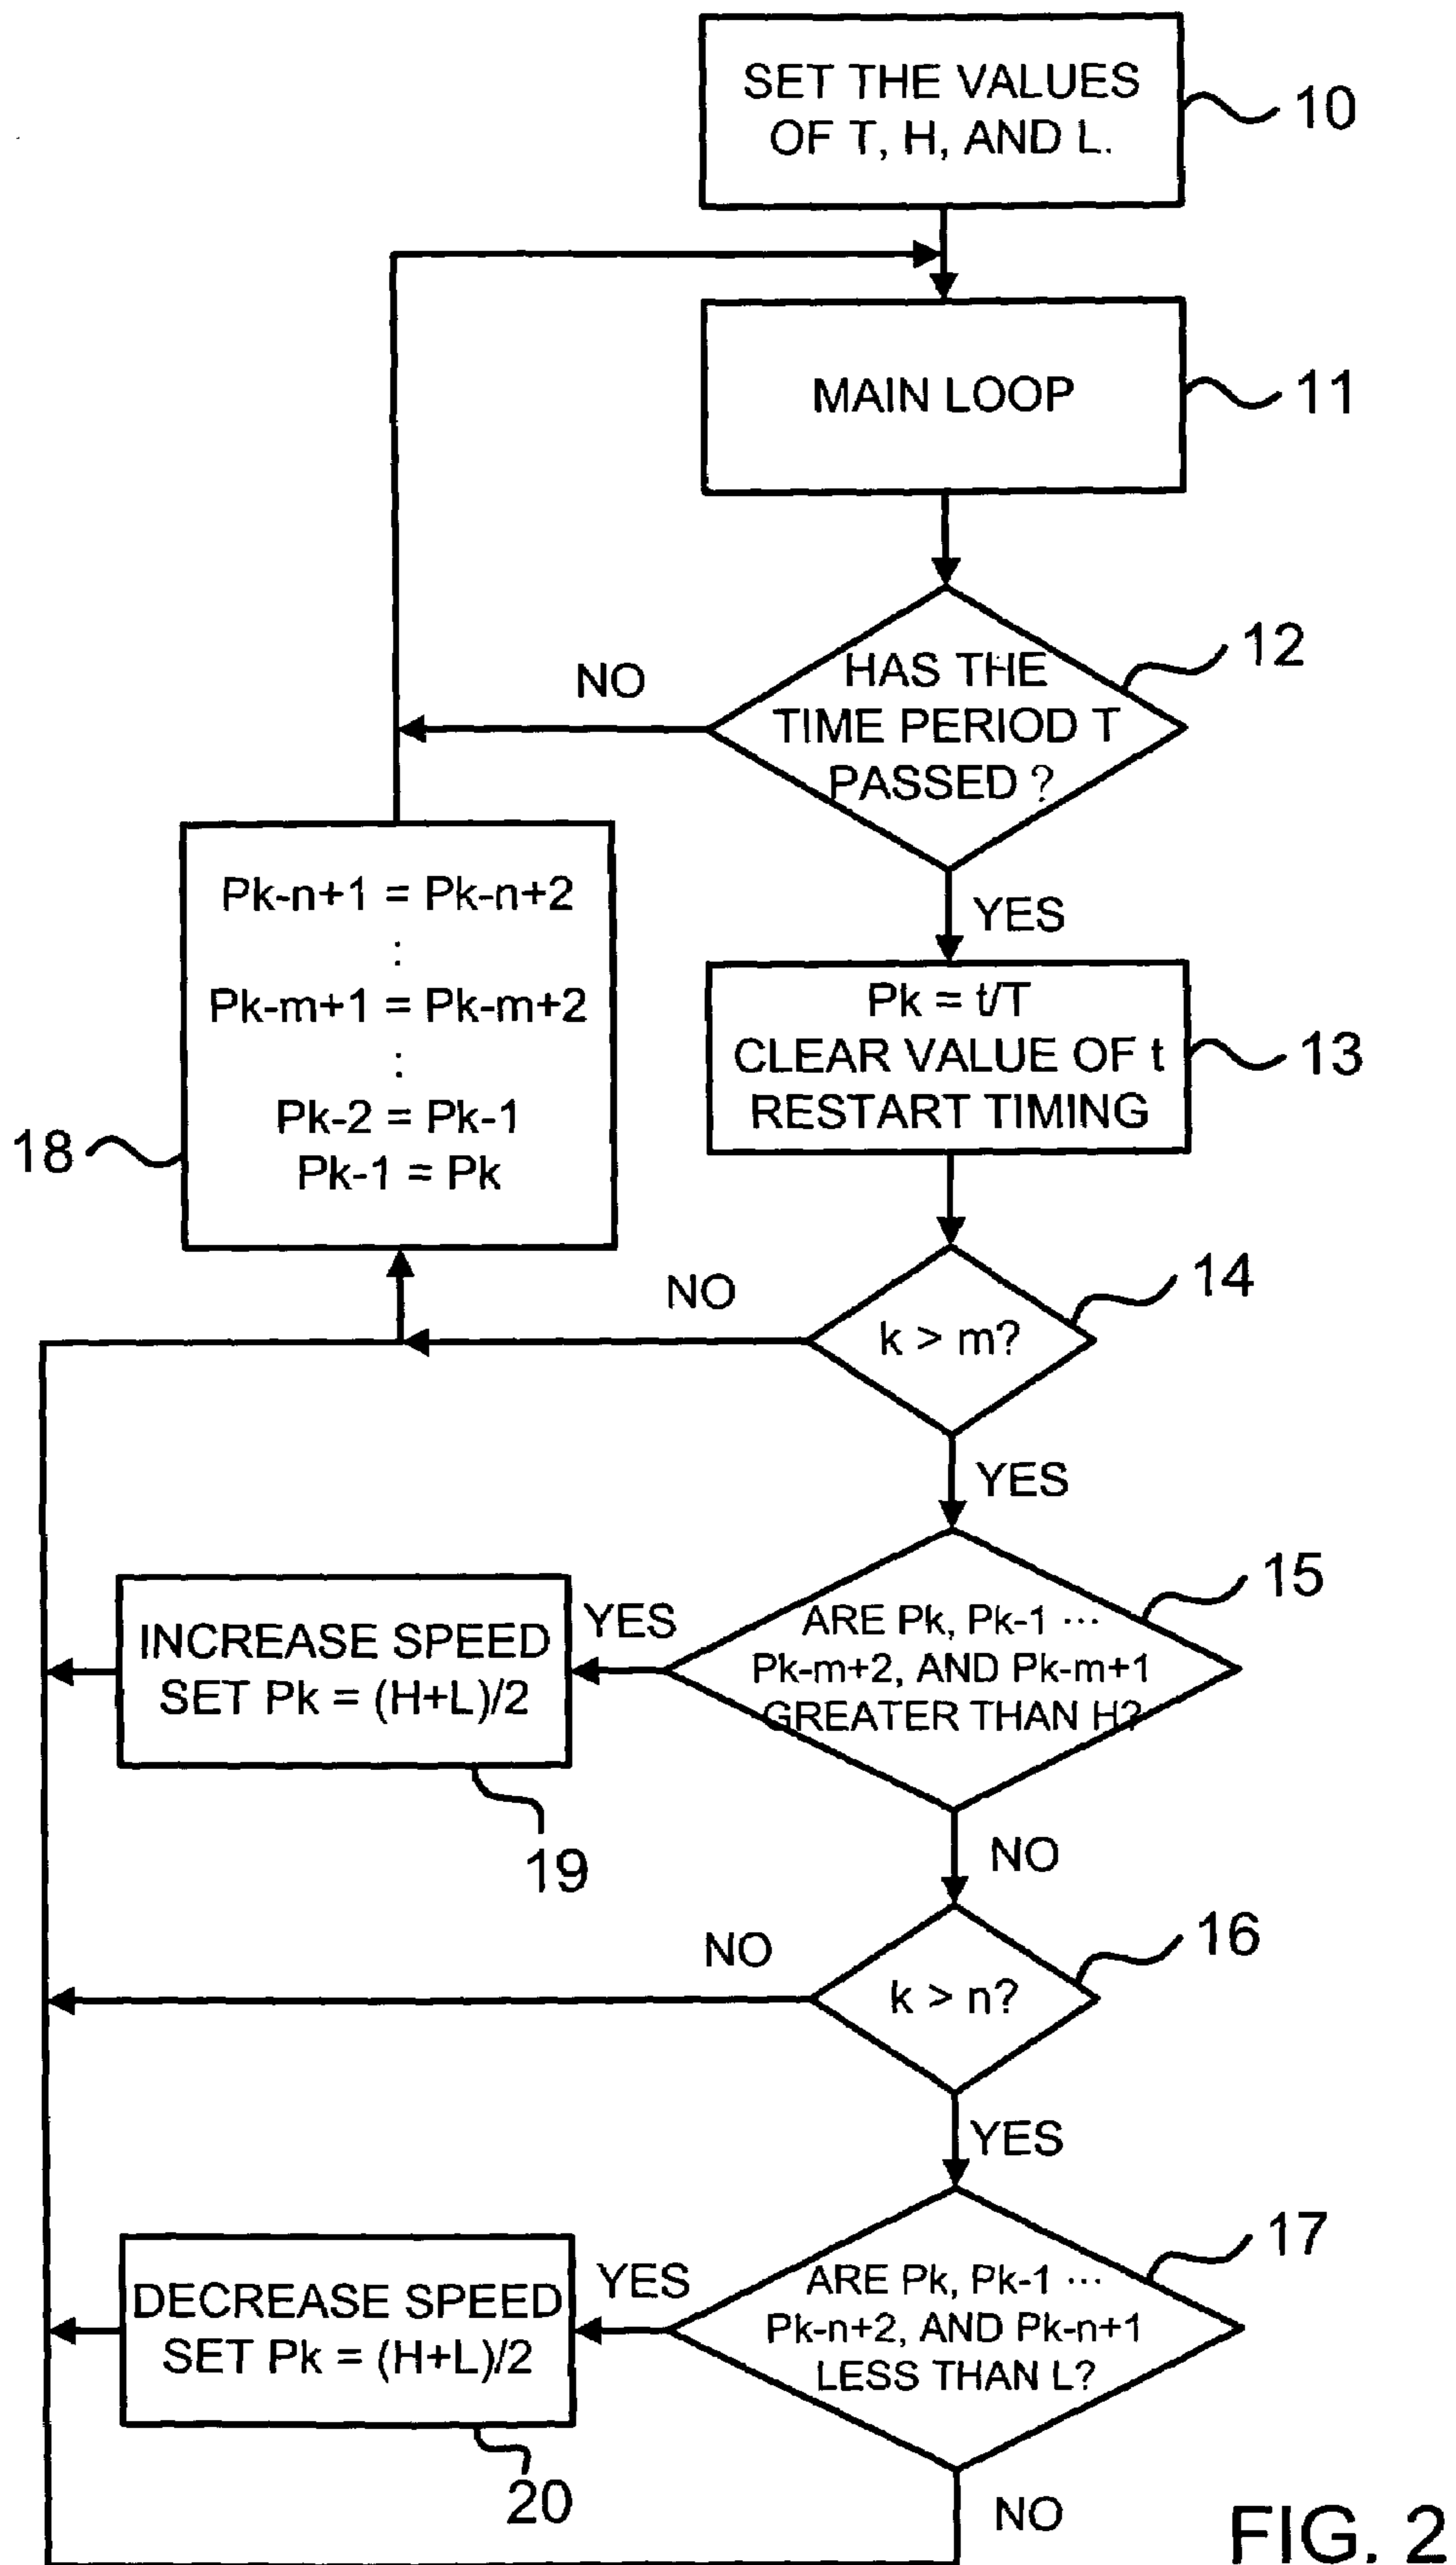 SET THE VALUES
OF T, H, AND L.
10
MAIN LOOP
11
HAS THE
TIME PERIOD T
PASSED ?
12
NO
YES
Pk-n+1 = Pk-n+2
:
Pk-m+1 = Pk-m+2
:
Pk-2 = Pk-1
Pk-1 = Pk
18
Pk = t/T
CLEAR VALUE OF t
RESTART TIMING
13
k > m?
14
NO
YES
ARE Pk, Pk-1 ···
Pk-m+2, AND Pk-m+1
GREATER THAN H?
15
YES
INCREASE SPEED
SET Pk = (H+L)/2
19
NO
k > n?
16
NO
YES
ARE Pk, Pk-1 ···
Pk-n+2, AND Pk-n+1
LESS THAN L?
17
YES
DECREASE SPEED
SET Pk = (H+L)/2
20
NO
FIG. 2